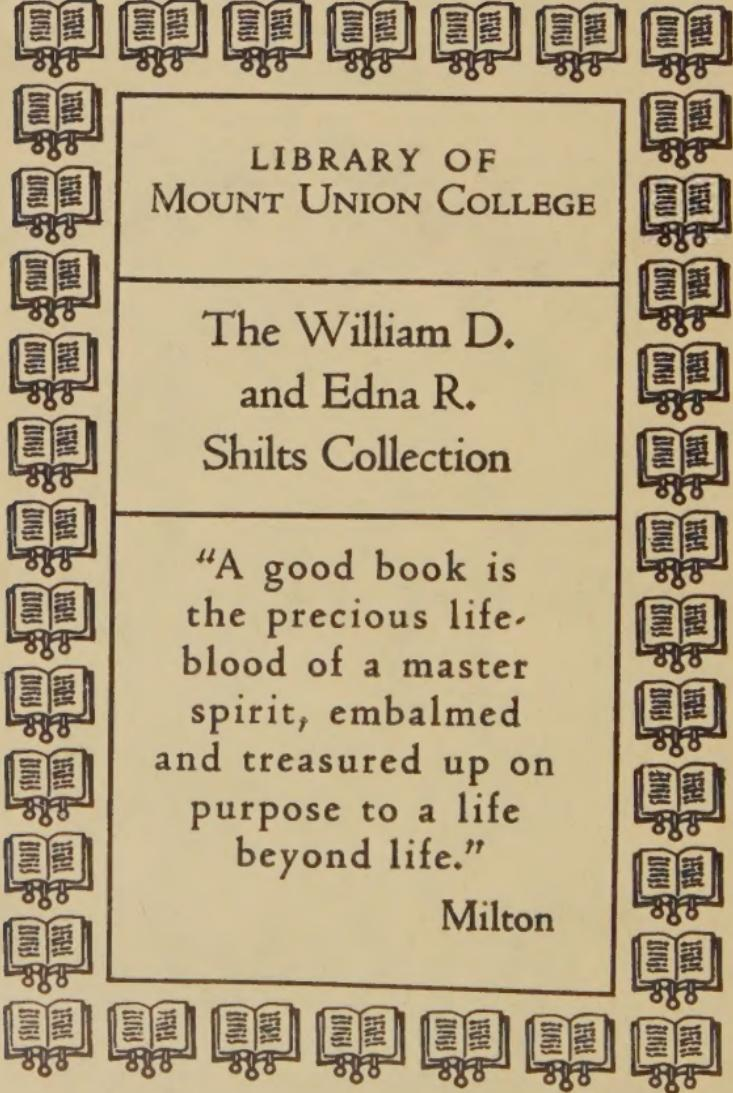 LIBRARY OF
MOUNT UNION COLLEGE
The William D.
and Edna R.
Shilts Collection
"A good book is
the precious life-
blood of a master
spirit, embalmed
and treasured up on
purpose to a life
beyond life."
Milton